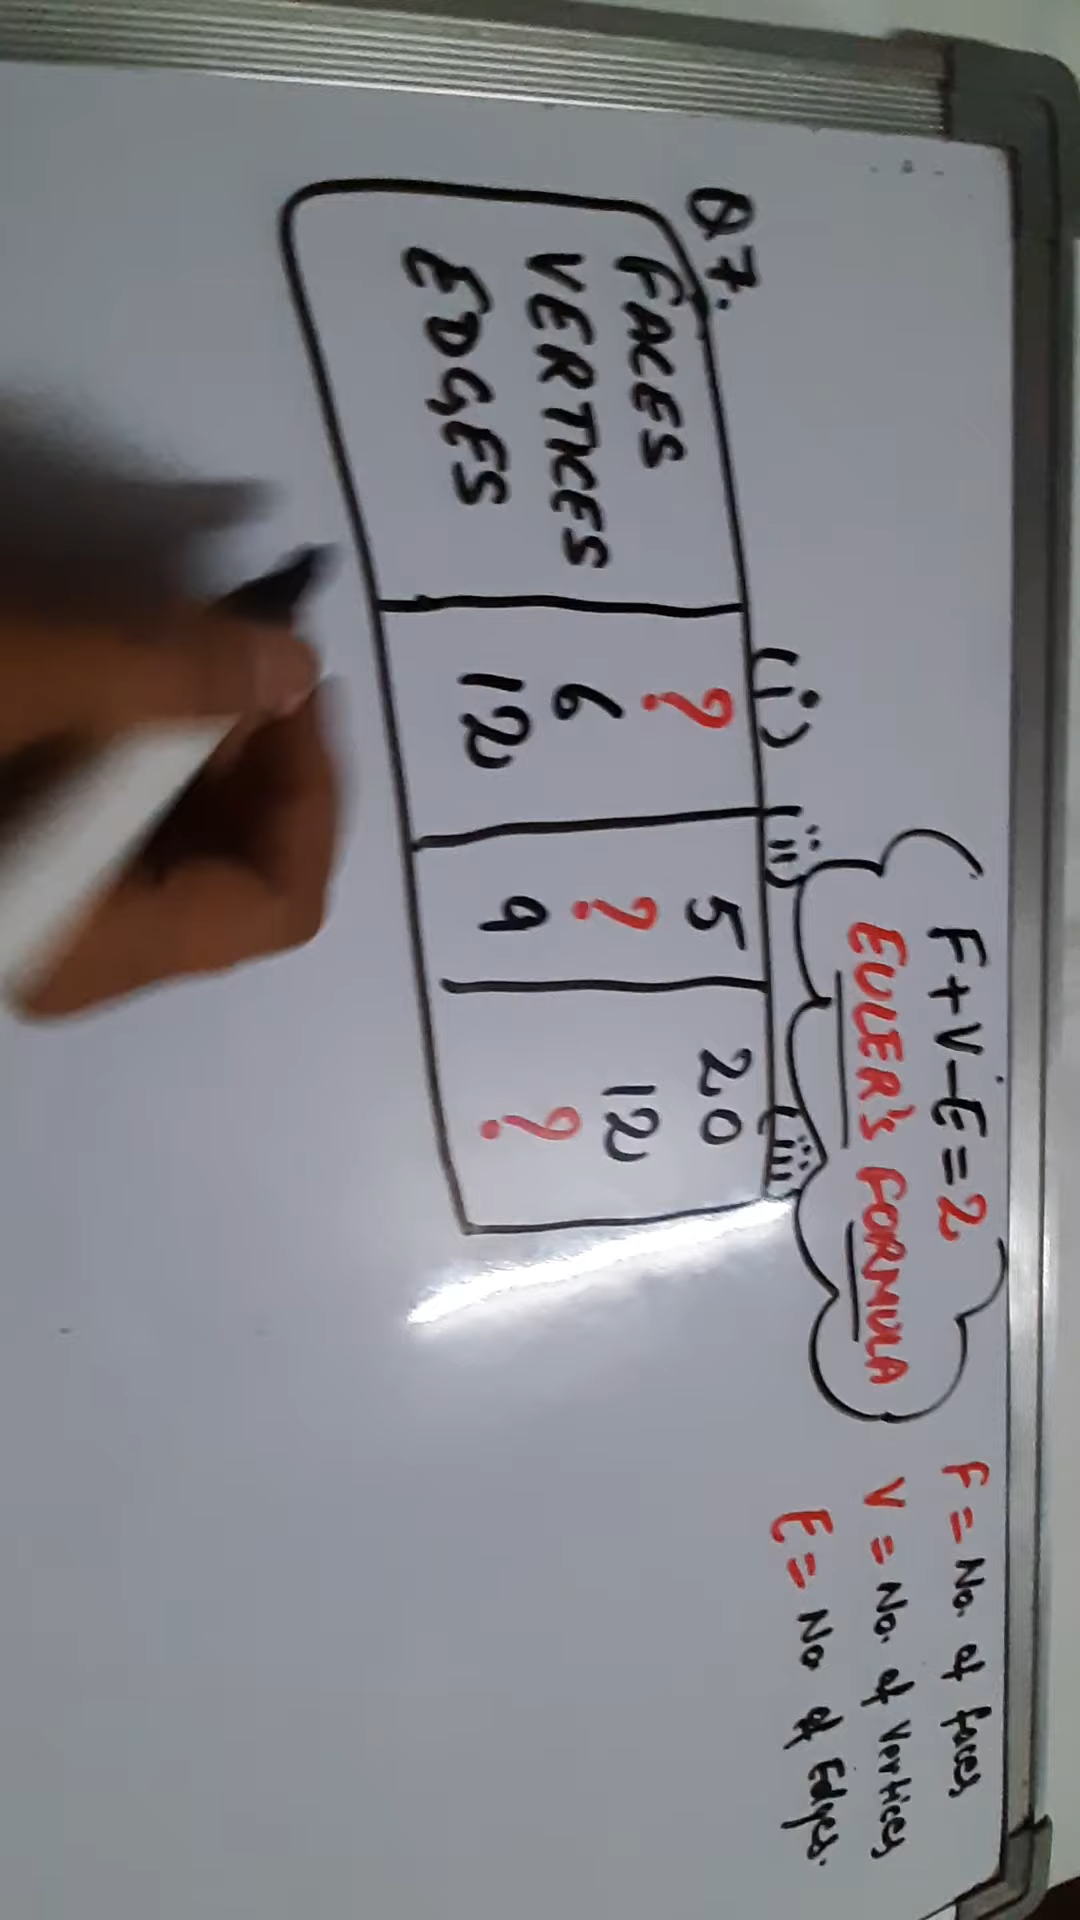 F+V-E=2
EULER's FORMULA
F = No. of faces
V = No. of Vertices
E = No of Edges.
Q7.
(i) (ii) (iii)
FACES ? 5 20
VERTICES 6 ? 12
EDGES 12 9 ?